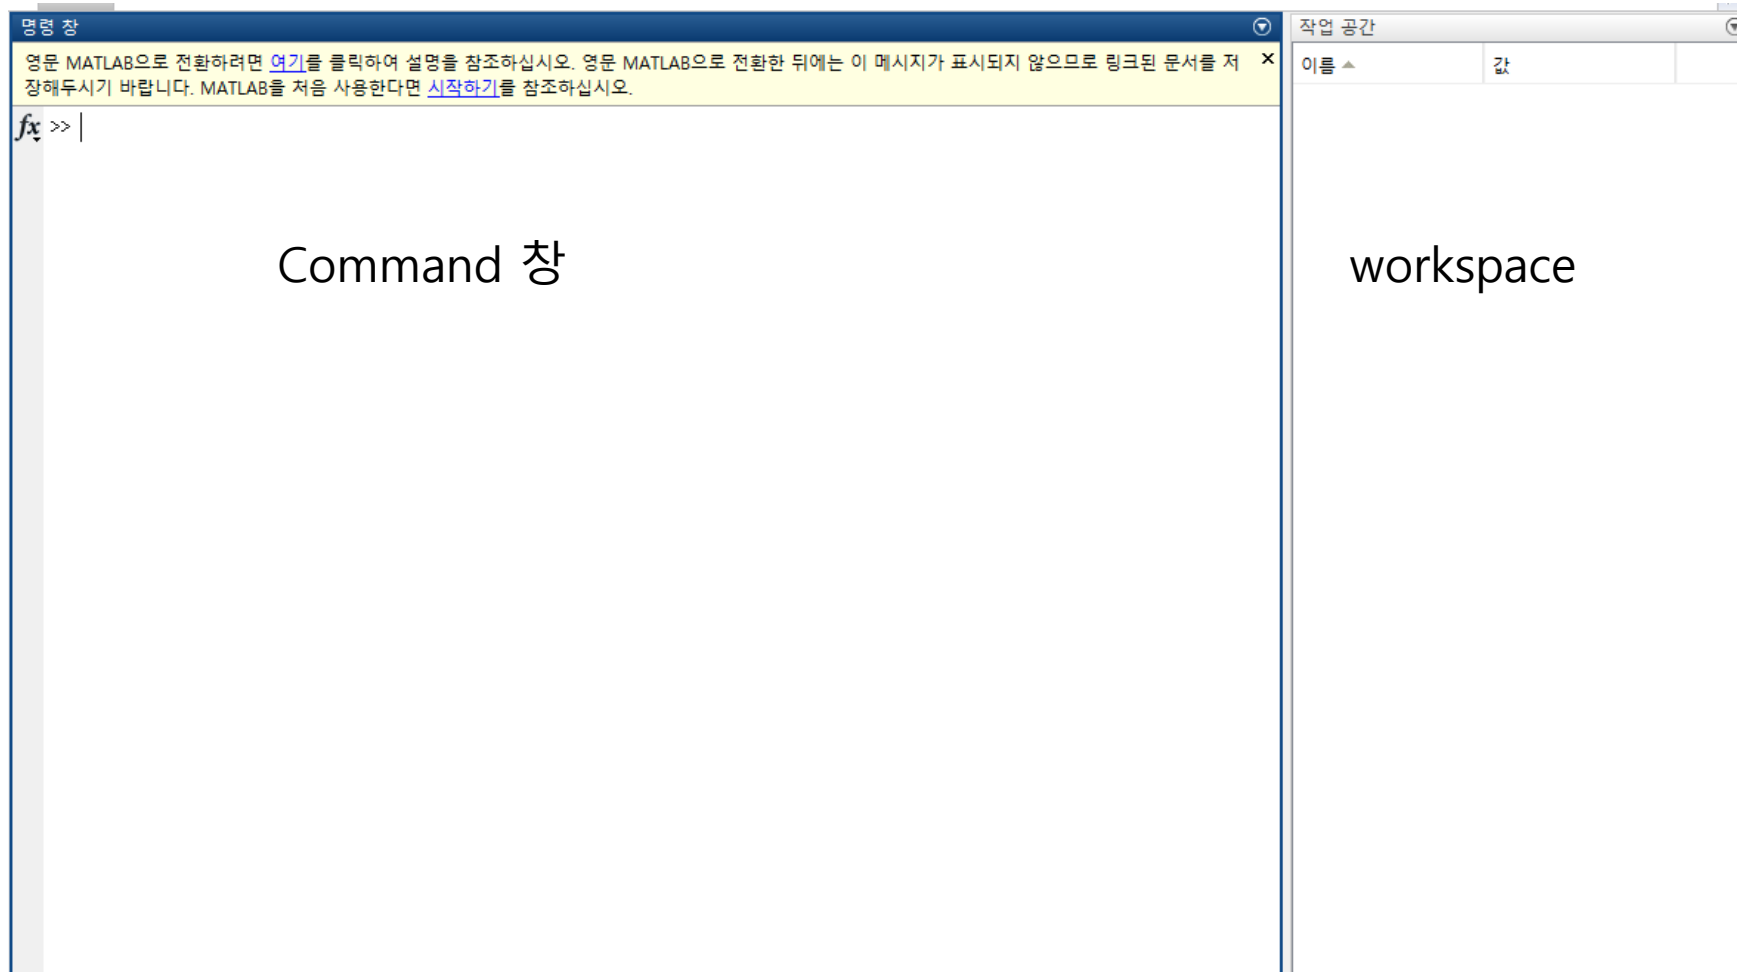 명령 창
영문 MATLAB으로 전환하려면 여기를 클릭하여 설명을 참조하십시오. 영문 MATLAB으로 전환한 뒤에는 이 메시지가 표시되지 않으므로 링크된 문서를 저
장해두시기 바랍니다. MATLAB을 처음 사용한다면 시작하기를 참조하십시오.
fx >>
Command 창
작업 공간
이름 값
workspace